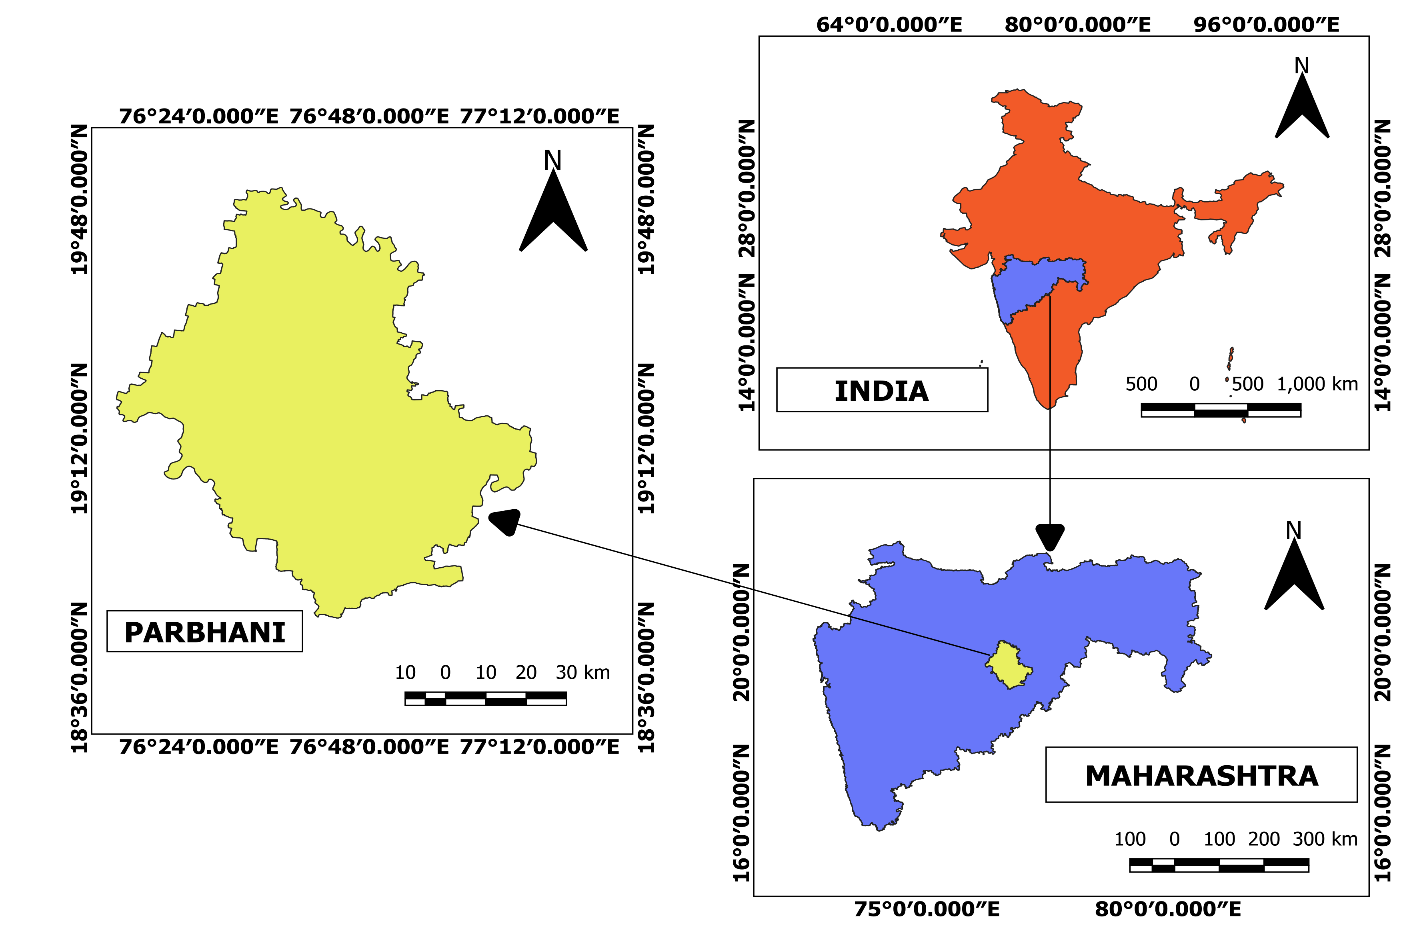 76°24′0.000″E 76°48′0.000″E 77°12′0.000″E
19°48′0.000″N
19°12′0.000″N
18°36′0.000″N
N
19°48′0.000″N
19°12′0.000″N
18°36′0.000″N
PARBHANI
10 0 10 20 30 km
76°24′0.000″E 76°48′0.000″E 77°12′0.000″E
64°0′0.000″E 80°0′0.000″E 96°0′0.000″E
28°0′0.000″N
14°0′0.000″N
N
28°0′0.000″N
14°0′0.000″N
INDIA
500 0 500 1,000 km
20°0′0.000″N
16°0′0.000″N
N
20°0′0.000″N
16°0′0.000″N
MAHARASHTRA
100 0 100 200 300 km
75°0′0.000″E 80°0′0.000″E